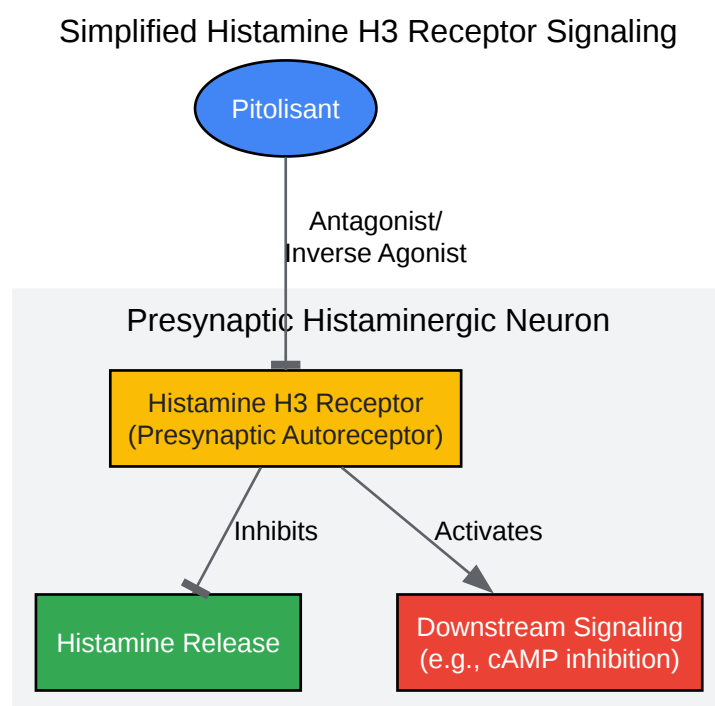 Simplified Histamine H3 Receptor Signaling
Pitolisant
Antagonist/
Inverse Agonist
Presynaptic Histaminergic Neuron
Histamine H3 Receptor
(Presynaptic Autoreceptor)
Inhibits
Activates
Histamine Release
Downstream Signaling
(e.g., cAMP inhibition)